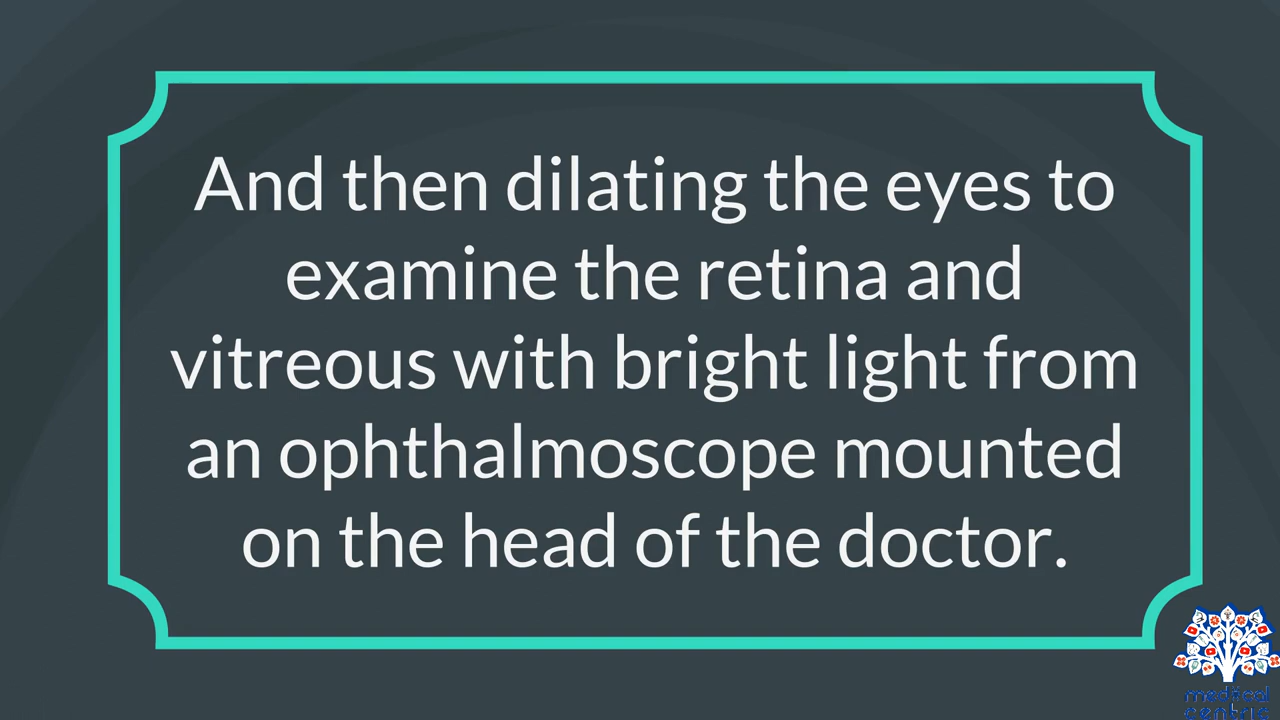 And then dilating the eyes to
examine the retina and
vitreous with bright light from
an ophthalmoscope mounted
on the head of the doctor.
medical
centric